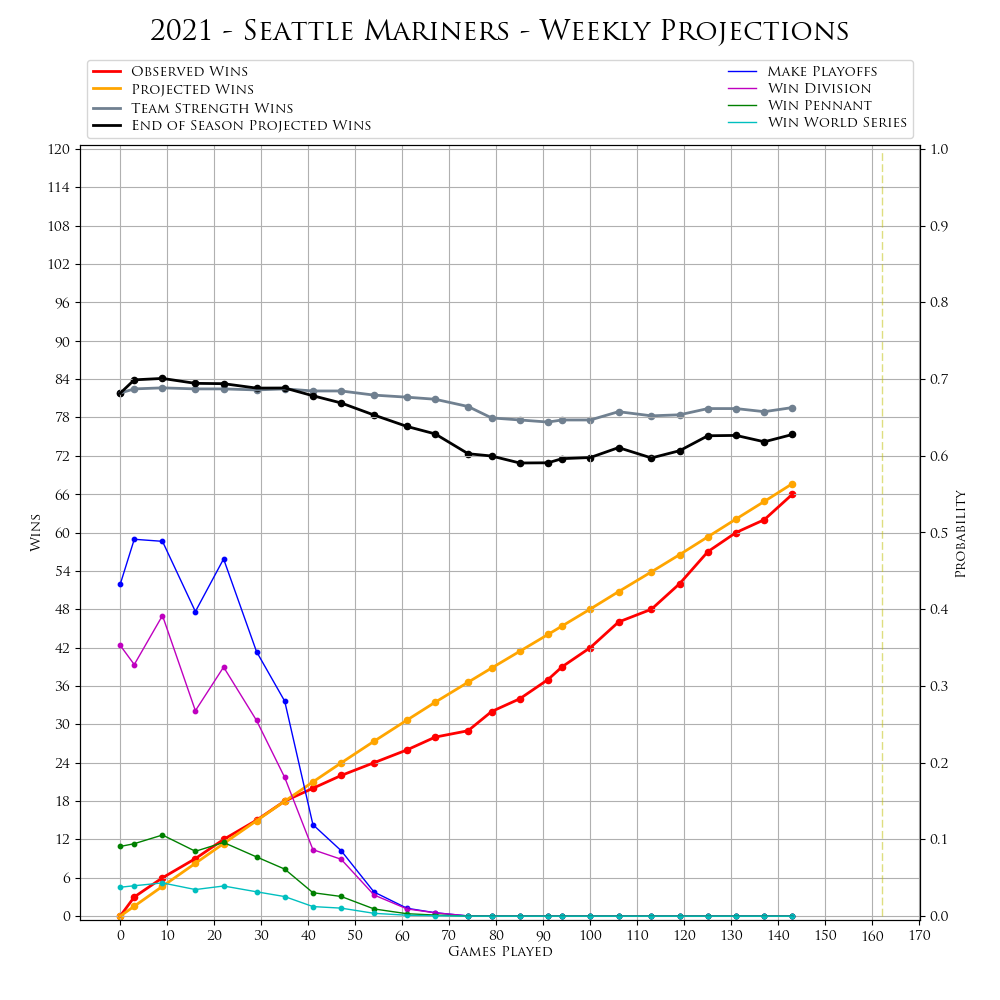 2021 - Seattle Mariners - Weekly Projections
Observed Wins
Projected Wins
Team Strength Wins
End of Season Projected Wins
Make Playoffs
Win Division
Win Pennant
Win World Series
120
114
108
102
96
90
84
78
72
66
60
54
48
42
36
30
24
18
12
6
0
Wins
1.0
0.9
0.8
0.7
0.6
0.5
0.4
0.3
0.2
0.1
0.0
Probability
0 10 20 30 40 50 60 70 80 90 100 110 120 130 140 150 160 170
Games Played